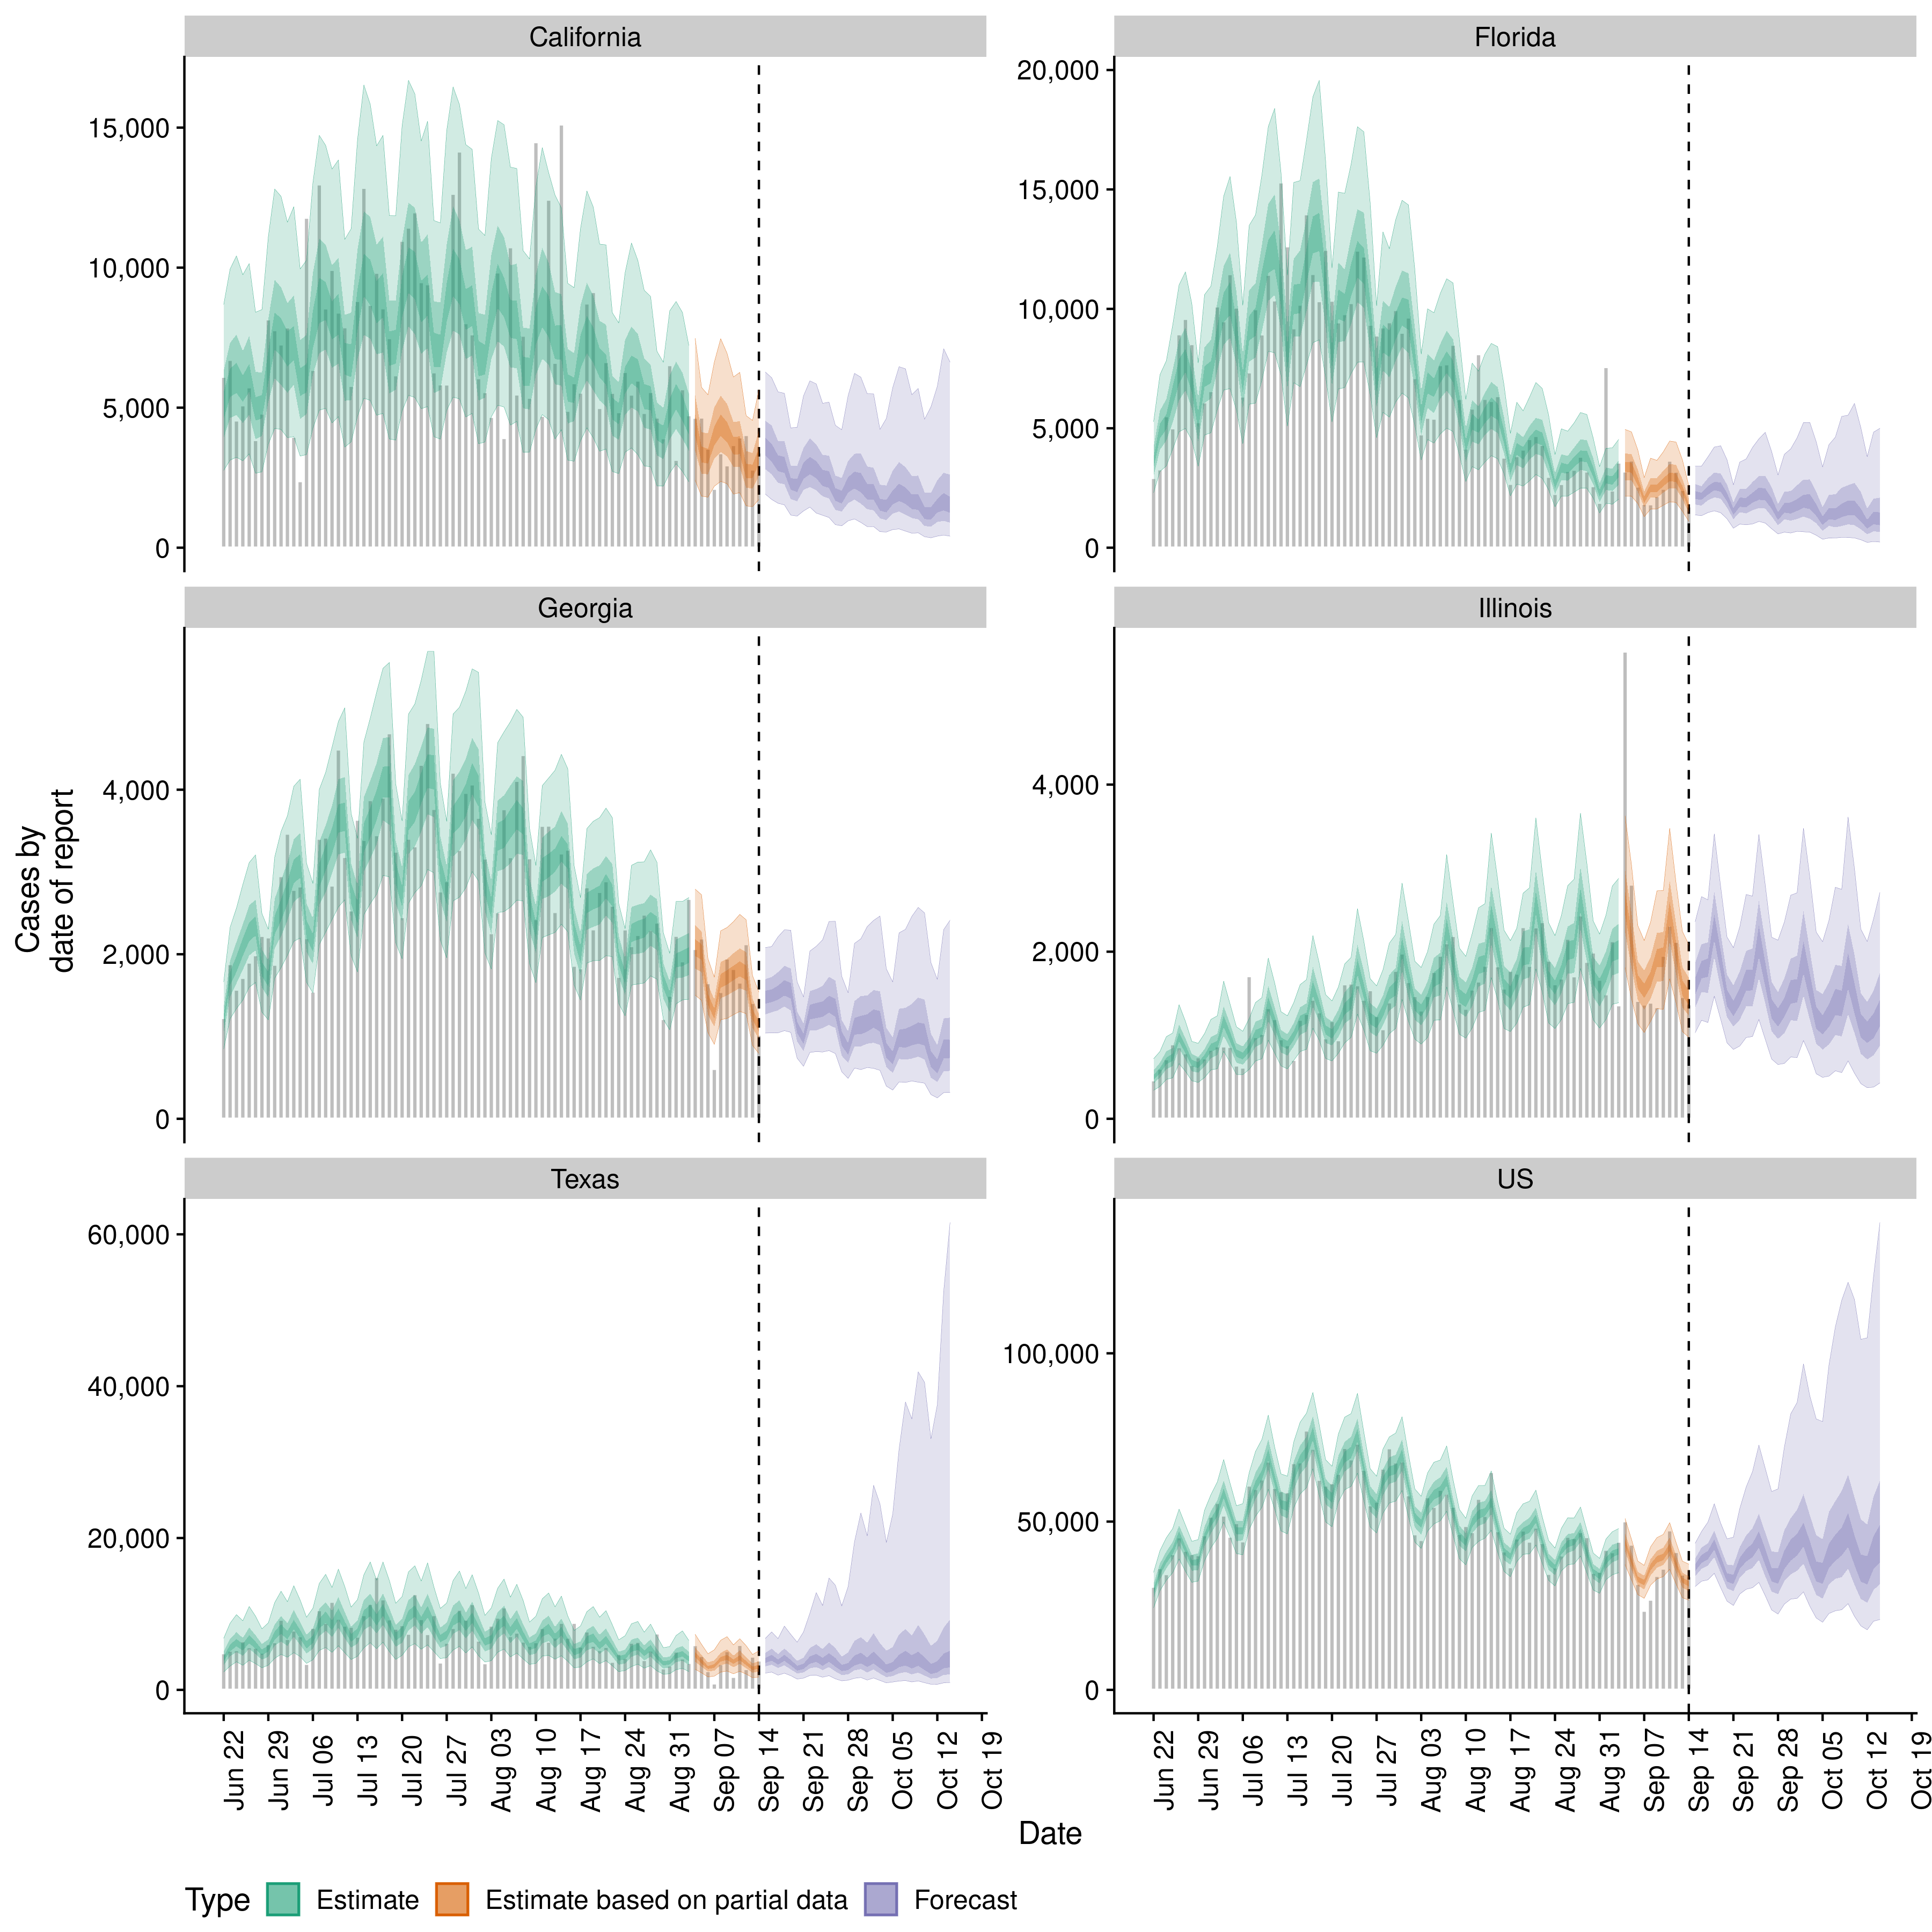 California
Florida
15,000
10,000
5,000
0
20,000
15,000
10,000
5,000
0
Georgia
Illinois
Cases by
date of report
4,000
2,000
0
4,000
2,000
0
Texas
US
60,000
40,000
20,000
0
100,000
50,000
0
Jun 22
Jun 29
Jul 06
Jul 13
Jul 20
Jul 27
Aug 03
Aug 10
Aug 17
Aug 24
Aug 31
Sep 07
Sep 14
Sep 21
Sep 28
Oct 05
Oct 12
Oct 19
Jun 22
Jun 29
Jul 06
Jul 13
Jul 20
Jul 27
Aug 03
Aug 10
Aug 17
Aug 24
Aug 31
Sep 07
Sep 14
Sep 21
Sep 28
Oct 05
Oct 12
Oct 19
Date
Type Estimate Estimate based on partial data Forecast